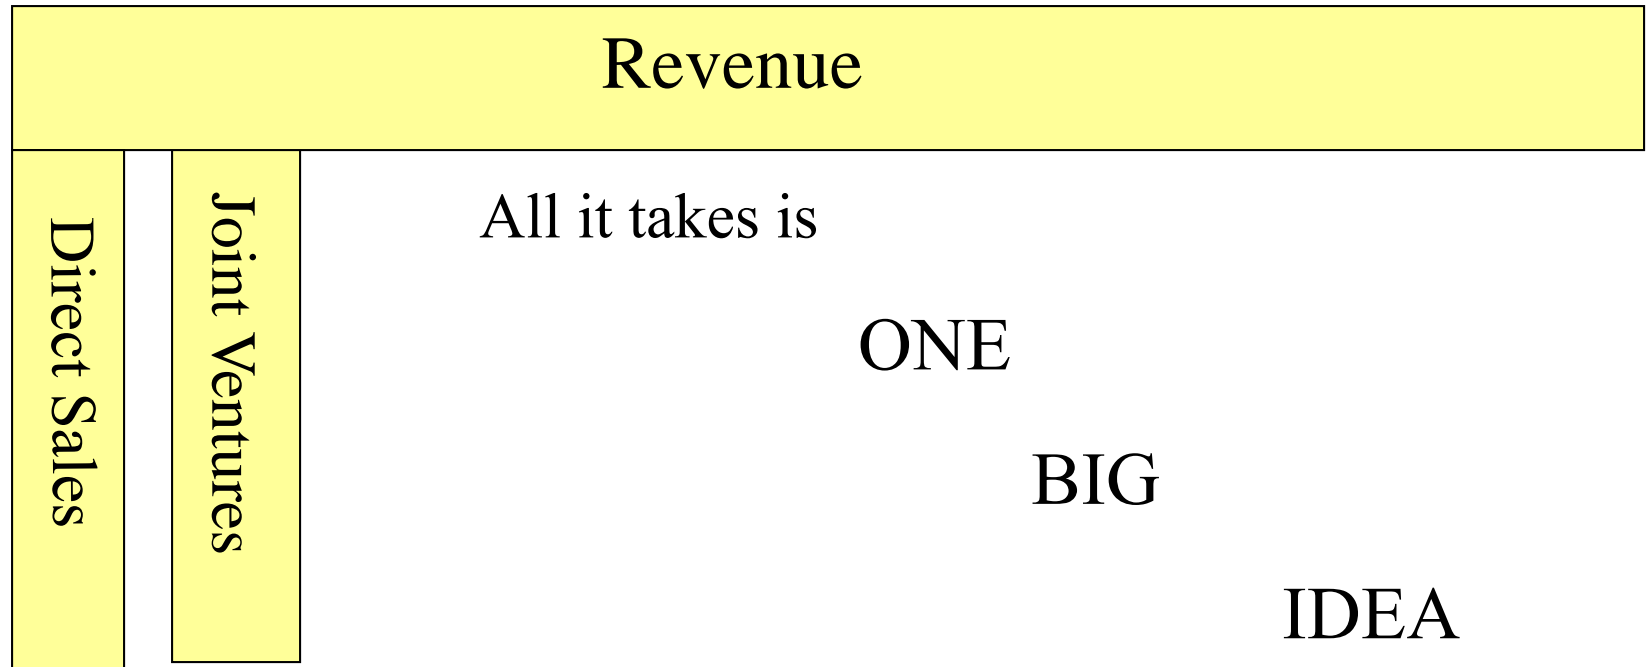 Revenue
Direct Sales
Joint Ventures
All it takes is
ONE
BIG
IDEA